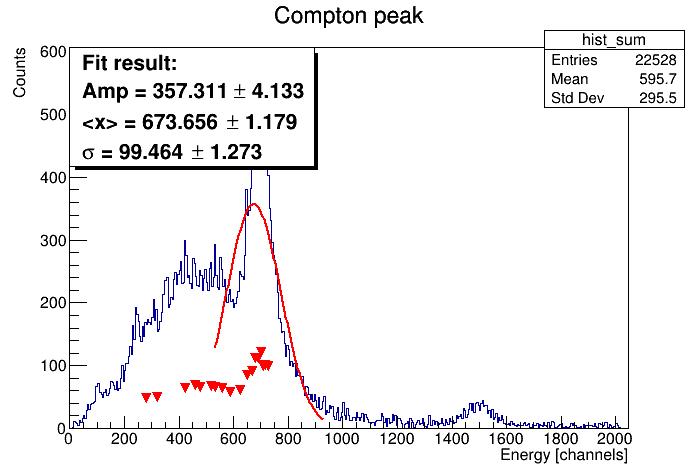 Compton peak
hist_sum
Entries 22528
Mean 595.7
Std Dev 295.5
Fit result:
Amp = 357.311 ± 4.133
<x> = 673.656 ± 1.179
σ = 99.464 ± 1.273
Counts
600
500
400
300
200
100
0
0 200 400 600 800 1000 1200 1400 1600 1800 2000
Energy [channels]